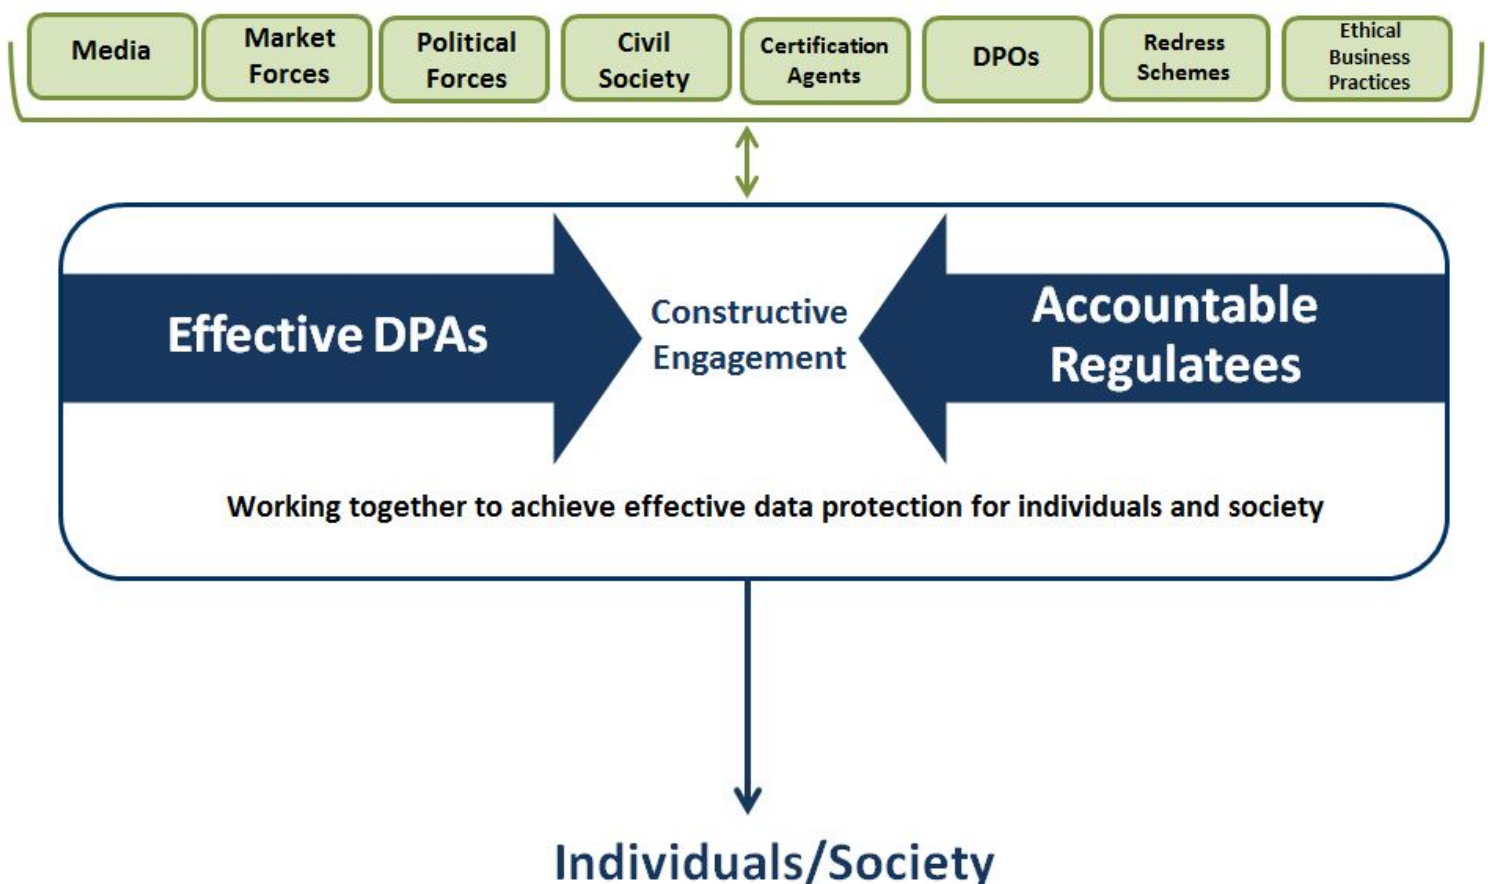 Media
Market
Forces
Political
Forces
Civil
Society
Certification
Agents
DPOs
Redress
Schemes
Ethical
Business
Practices
Effective DPAs
Constructive
Engagement
Accountable
Regulatees
Working together to achieve effective data protection for individuals and society
Individuals/Society